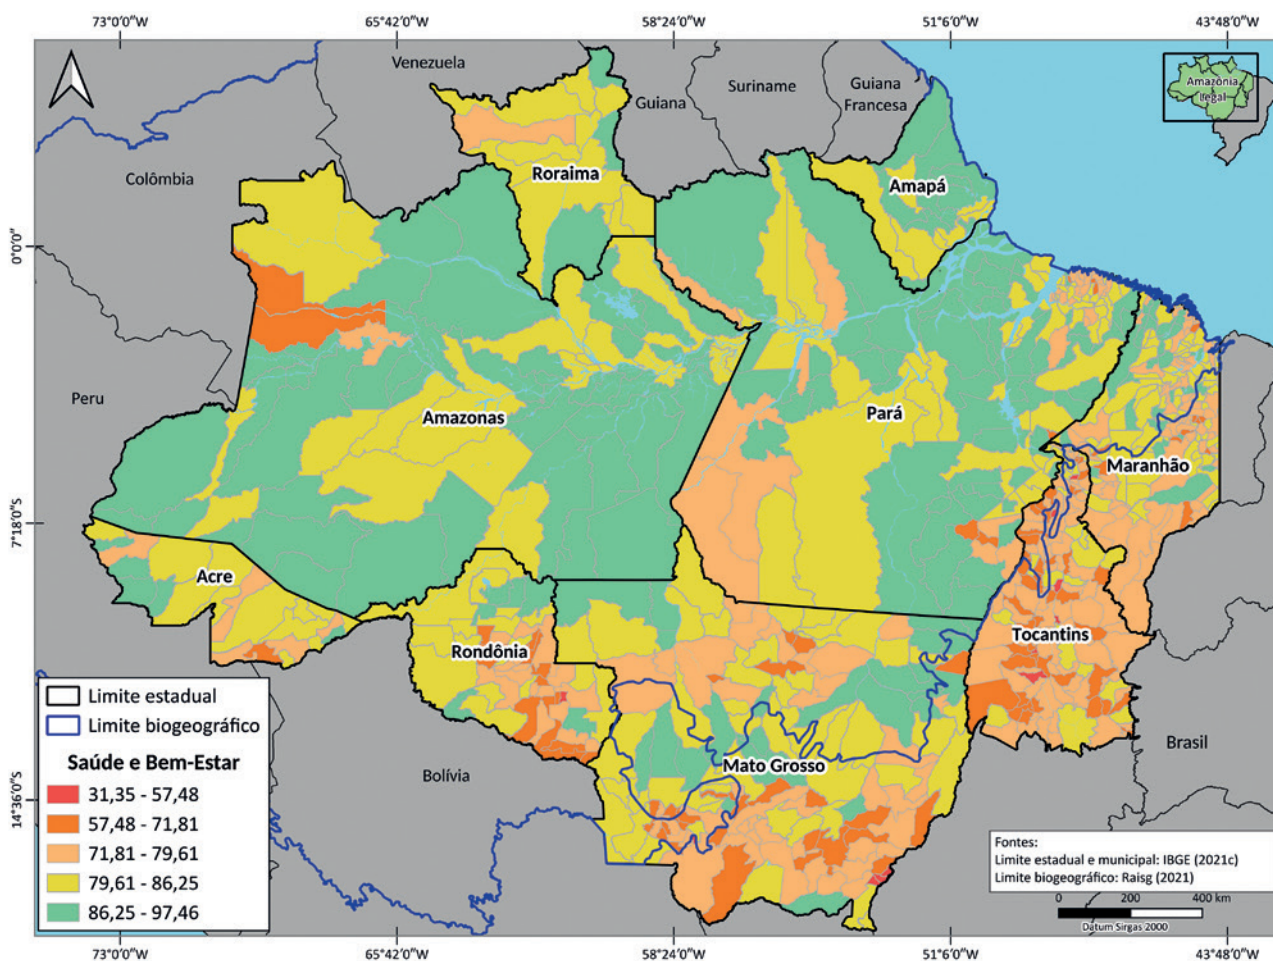 73°0'0"W
65°42'0"W
58°24'0"W
51°6'0"W
43°48'0"W
Venezuela
Suriname
Guiana
Francesa
Guiana
Amazônia
Legal
Colômbia
Roraima
Amapá
0°0'0"
Peru
Amazonas
Pará
Maranhão
7°18'0"S
Acre
Rondônia
Tocantins
Mato Grosso
Brasil
Bolívia
14°36'0"S
Limite estadual
Limite biogeográfico
Saúde e Bem-Estar
31,35 - 57,48
57,48 - 71,81
71,81 - 79,61
79,61 - 86,25
86,25 - 97,46
Fontes:
Limite estadual e municipal: IBGE (2021c)
Limite biogeográfico: Raisg (2021)
0 200 400 km
Datum Sirgas 2000
73°0'0"W
65°42'0"W
58°24'0"W
51°6'0"W
43°48'0"W